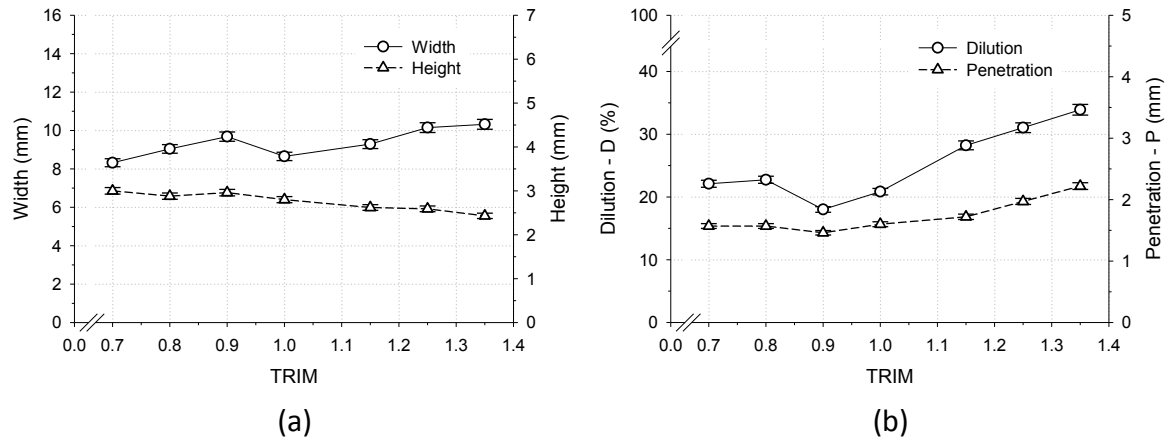 16
14
12
10
8
6
4
2
0
Width (mm)
7
6
5
4
3
2
1
0
Height (mm)
Width
Height
0.0 0.7 0.8 0.9 1.0 1.1 1.2 1.3 1.4
TRIM
(a)
100
40
30
20
10
0
Dilution - D (%)
5
4
3
2
1
0
Penetration - P (mm)
Dilution
Penetration
0.0 0.7 0.8 0.9 1.0 1.1 1.2 1.3 1.4
TRIM
(b)